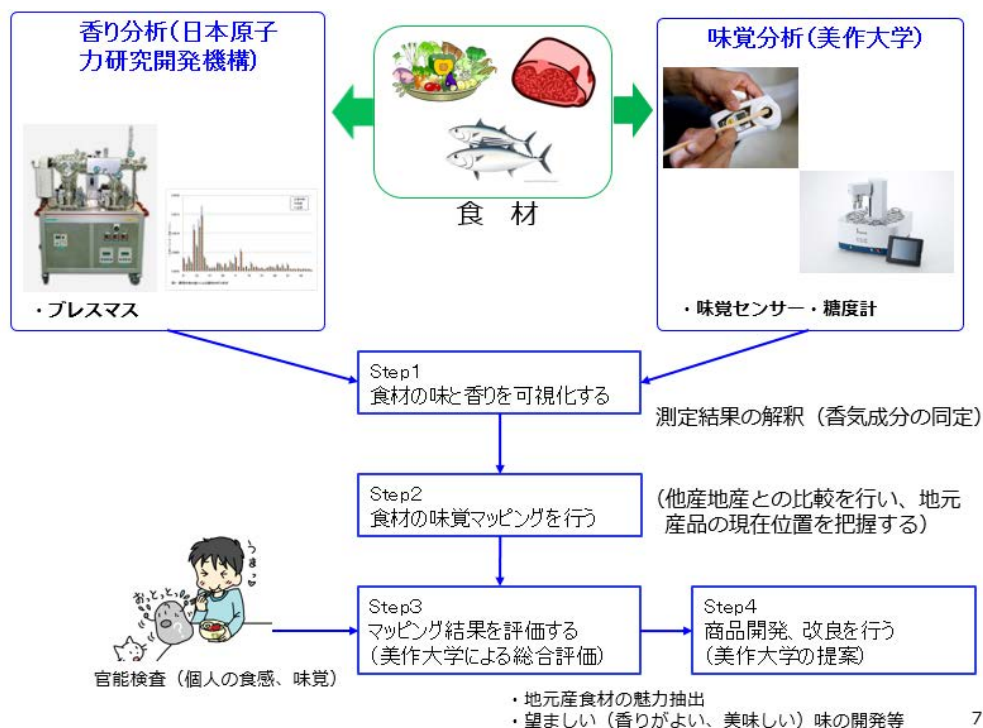 香り分析(日本原子
力研究開発機構)
・ブレスマス
食 材
味覚分析(美作大学)
・味覚センサー・糖度計
Step1
食材の味と香りを可視化する
測定結果の解釈（香気成分の同定）
Step2
食材の味覚マッピングを行う
（他産地産との比較を行い、地元
産品の現在位置を把握する）
うまっ
おっとっとっ
?
官能検査（個人の食感、味覚）
Step3
マッピング結果を評価する
(美作大学による総合評価)
Step4
商品開発、改良を行う
(美作大学の提案)
・地元産食材の魅力抽出
・望ましい（香りがよい、美味しい）味の開発等
7